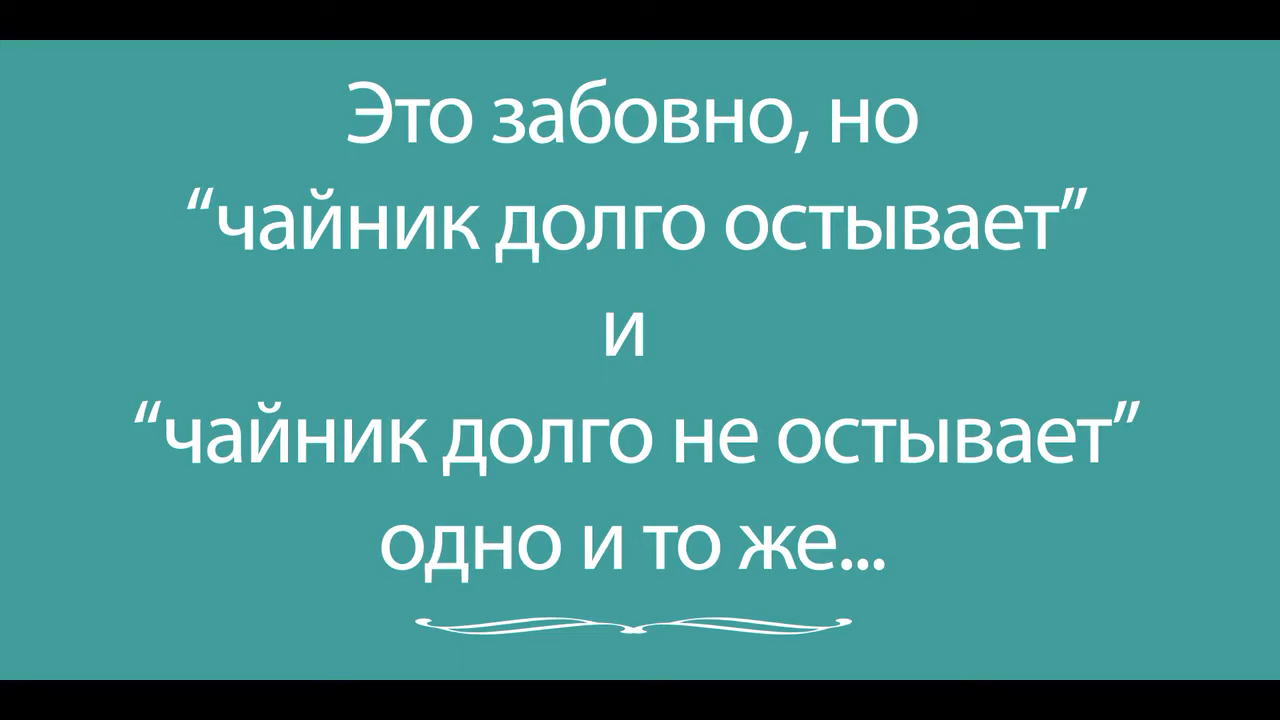 Это забовно, но
“чайник долго остывает”
и
“чайник долго не остывает”
одно и то же...